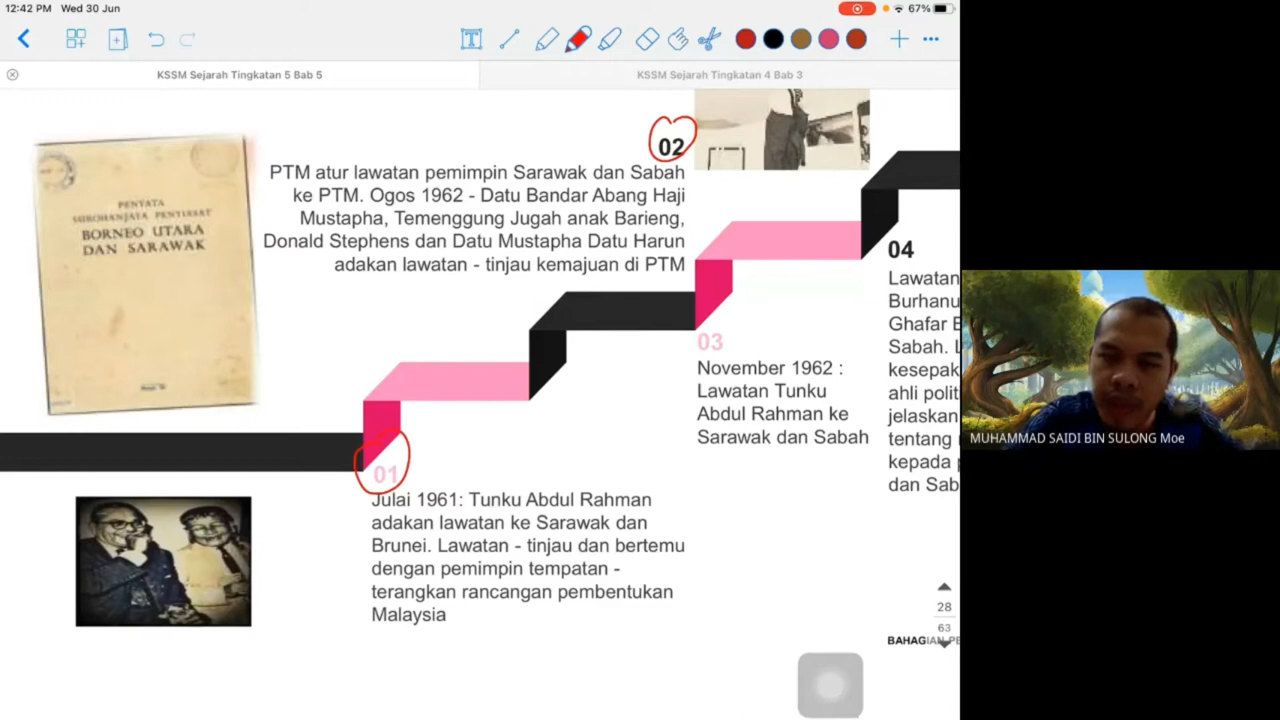 12:42 PM Wed 30 Jun
67%
KSSM Sejarah Tingkatan 5 Bab 5
KSSM Sejarah Tingkatan 4 Bab 3
PENYATA
SUROHANJAYA PENYIASAT
BORNEO UTARA
DAN SARAWAK
02
PTM atur lawatan pemimpin Sarawak dan Sabah
ke PTM. Ogos 1962 - Datu Bandar Abang Haji
Mustapha, Temenggung Jugah anak Barieng,
Donald Stephens dan Datu Mustapha Datu Harun
adakan lawatan - tinjau kemajuan di PTM
01
Julai 1961: Tunku Abdul Rahman
adakan lawatan ke Sarawak dan
Brunei. Lawatan - tinjau dan bertemu
dengan pemimpin tempatan -
terangkan rancangan pembentukan
Malaysia
03
November 1962 :
Lawatan Tunku
Abdul Rahman ke
Sarawak dan Sabah
04
Lawatan
Burhanu
Ghafar B
Sabah. L
kesepak
ahli polit
jelaskan
tentang
kepada
dan Sab
28
63
BAHAGIAN PE
MUHAMMAD SAIDI BIN SULONG Moe